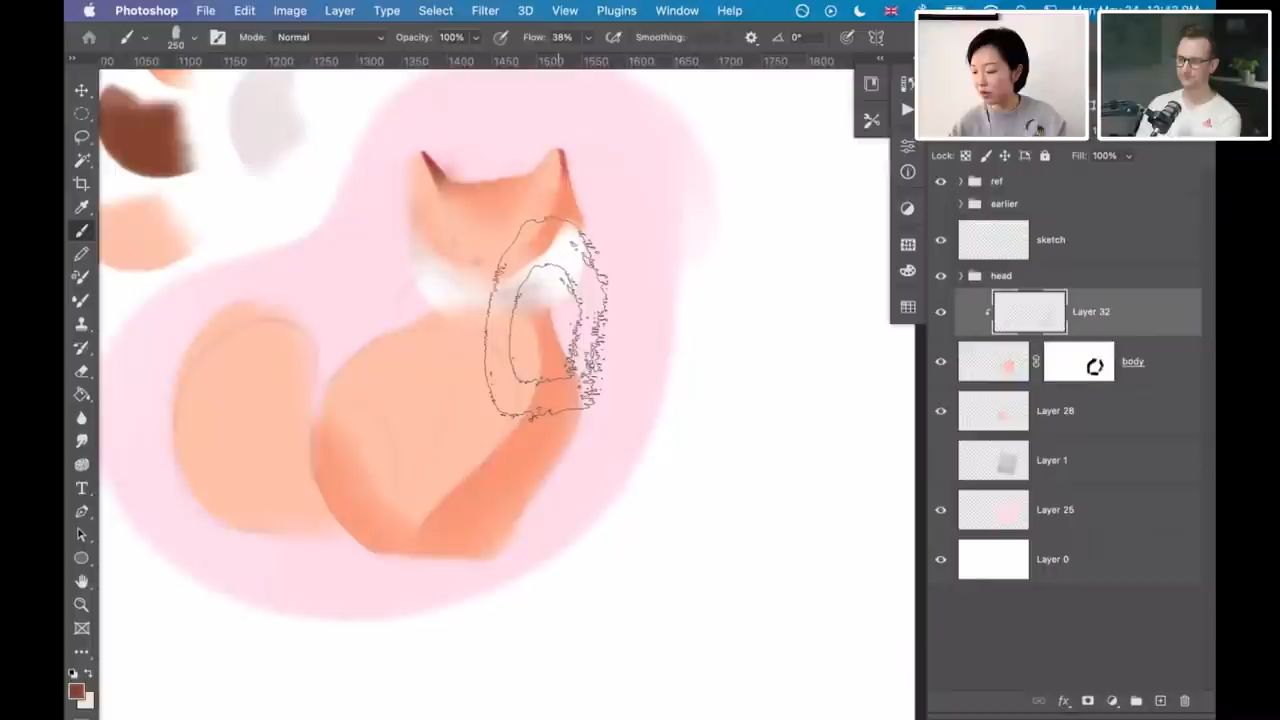 Photoshop File Edit Image Layer Type Select Filter 3D View Plugins Window Help
250 Mode: Normal Opacity: 100% Flow: 38% Smoothing: 0°
00 1050 1100 1150 1200 1250 1300 1350 1400 1450 1500 1550 1600 1650 1700 1750 1800
Lock: Fill: 100%
ref
earlier
sketch
head
Layer 32
body
Layer 28
Layer 1
Layer 25
Layer 0